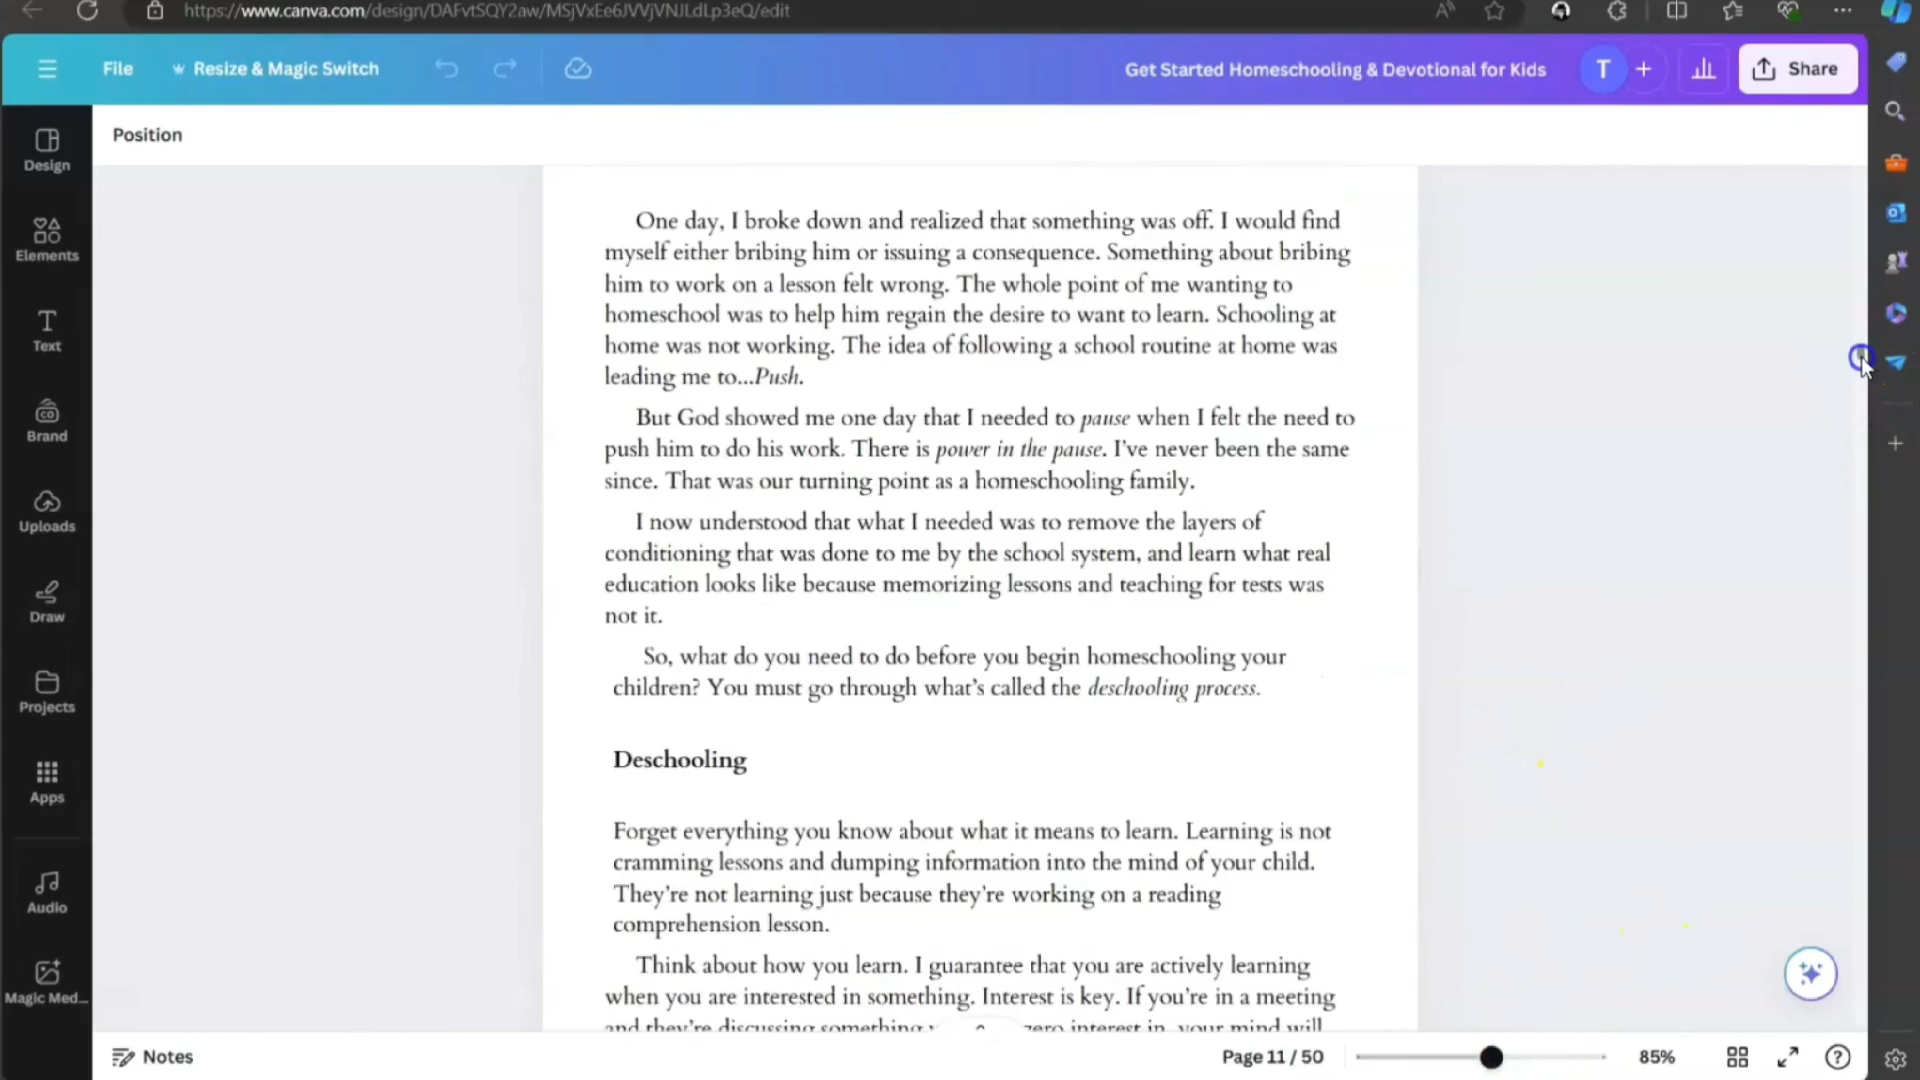 https://www.canva.com/design/DAFvtSQY2aw/MSjVxEe6JVVjVNJLdLp3eQ/edit
File
Resize & Magic Switch
Get Started Homeschooling & Devotional for Kids
T
+
Share
Position
Design
Elements
Text
Brand
Uploads
Draw
Projects
Apps
Audio
Magic Med...
One day, I broke down and realized that something was off. I would find
myself either bribing him or issuing a consequence. Something about bribing
him to work on a lesson felt wrong. The whole point of me wanting to
homeschool was to help him regain the desire to want to learn. Schooling at
home was not working. The idea of following a school routine at home was
leading me to...Push.
But God showed me one day that I needed to pause when I felt the need to
push him to do his work. There is power in the pause. I've never been the same
since. That was our turning point as a homeschooling family.
I now understood that what I needed was to remove the layers of
conditioning that was done to me by the school system, and learn what real
education looks like because memorizing lessons and teaching for tests was
not it.
So, what do you need to do before you begin homeschooling your
children? You must go through what's called the deschooling process.
Deschooling
Forget everything you know about what it means to learn. Learning is not
cramming lessons and dumping information into the mind of your child.
They're not learning just because they're working on a reading
comprehension lesson.
Think about how you learn. I guarantee that you are actively learning
when you are interested in something. Interest is key. If you're in a meeting
and they're discussing something zero interest in, your mind will
Notes
Page 11 / 50
85%